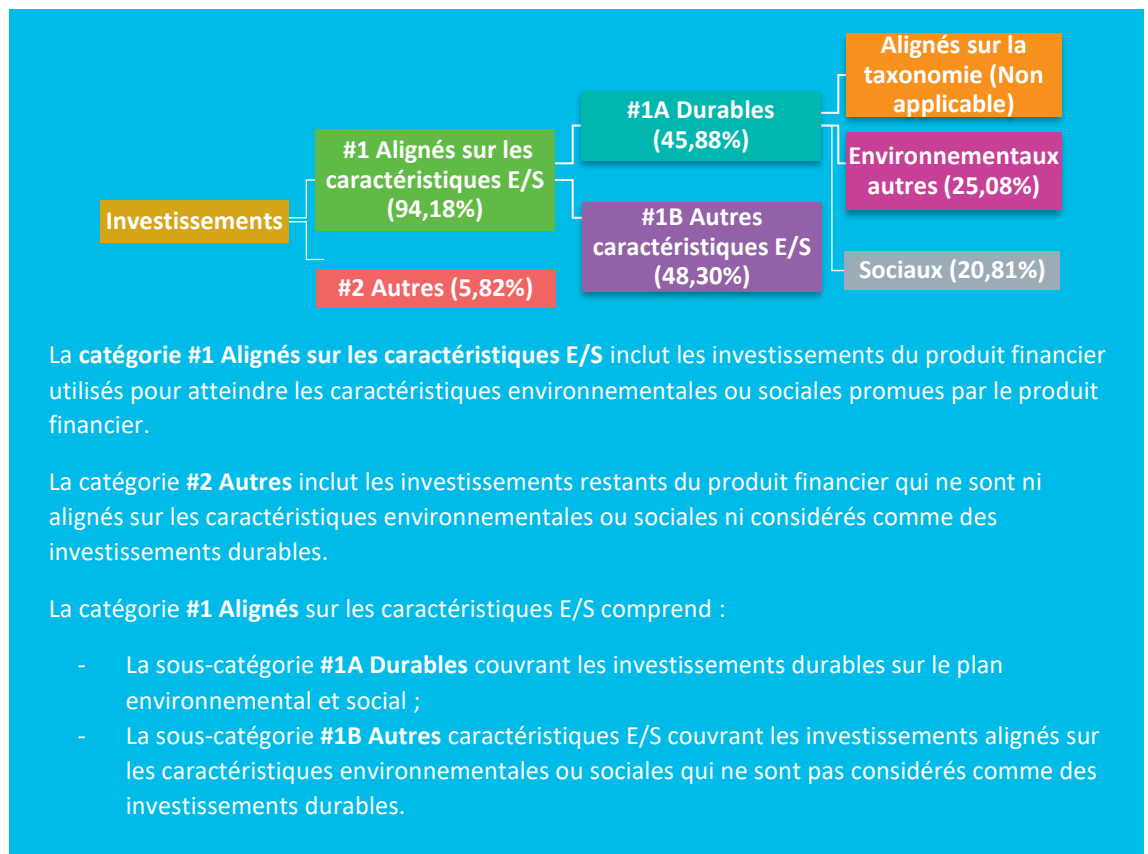 Alignés sur la
taxonomie (Non
applicable)
#1A Durables
(45,88%)
#1 Alignés sur les
caractéristiques E/S
(94,18%)
Environnementaux
autres (25,08%)
Investissements
#1B Autres
caractéristiques E/S
(48,30%)
Sociaux (20,81%)
#2 Autres (5,82%)
La catégorie #1 Alignés sur les caractéristiques E/S inclut les investissements du produit financier
utilisés pour atteindre les caractéristiques environnementales ou sociales promues par le produit
financier.
La catégorie #2 Autres inclut les investissements restants du produit financier qui ne sont ni
alignés sur les caractéristiques environnementales ou sociales ni considérés comme des
investissements durables.
La catégorie #1 Alignés sur les caractéristiques E/S comprend :
- La sous-catégorie #1A Durables couvrant les investissements durables sur le plan
environnemental et social ;
- La sous-catégorie #1B Autres caractéristiques E/S couvrant les investissements alignés sur
les caractéristiques environnementales ou sociales qui ne sont pas considérés comme des
investissements durables.